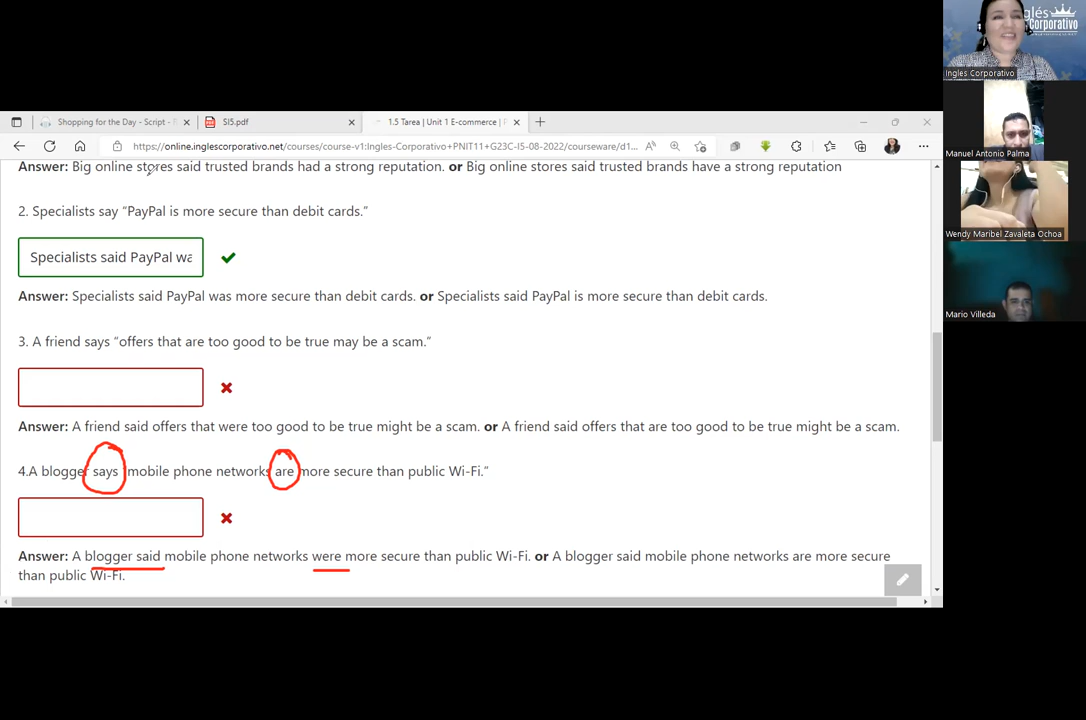 Shopping for the Day - Script -
SI5.pdf
1.5 Tarea | Unit 1 E-commerce |
https://online.inglescorporativo.net/courses/course-v1:Ingles-Corporativo+PNIT11+G23C-I5-08-2022/courseware/d1...
Answer: Big online stores said trusted brands had a strong reputation. or Big online stores said trusted brands have a strong reputation
2. Specialists say “PayPal is more secure than debit cards.”
Specialists said PayPal wa
Answer: Specialists said PayPal was more secure than debit cards. or Specialists said PayPal is more secure than debit cards.
3. A friend says “offers that are too good to be true may be a scam.”
Answer: A friend said offers that were too good to be true might be a scam. or A friend said offers that are too good to be true might be a scam.
4.A blogger says mobile phone networks are more secure than public Wi-Fi.”
Answer: A blogger said mobile phone networks were more secure than public Wi-Fi. or A blogger said mobile phone networks are more secure
than public Wi-Fi.
Inglés
Corporativo
Ingles Corporativo
Manuel Antonio Palma
Wendy Maribel Zavaleta Ochoa
Mario Villeda